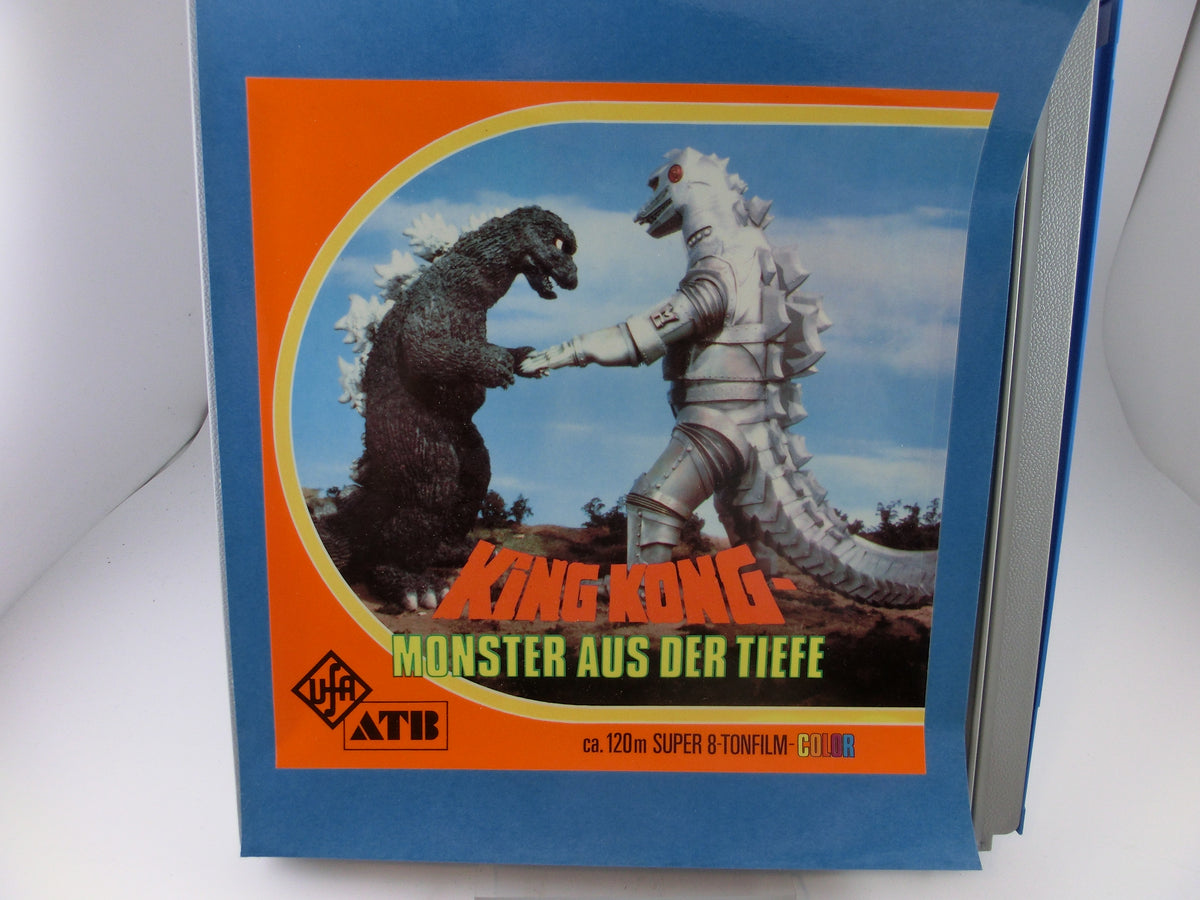 KiNG KONG-
MONSTER AUS DER TIEFE
UfA
ATB
ca. 120m SUPER 8-TONFILM-COLOR